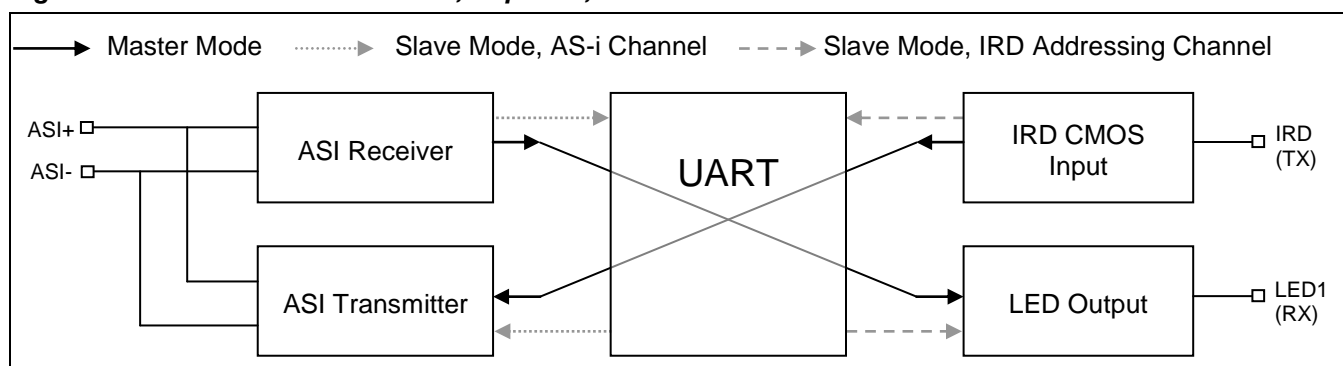 Master Mode
Slave Mode, AS-i Channel
Slave Mode, IRD Addressing Channel
ASI+
ASI-
ASI Receiver
UART
IRD CMOS
Input
IRD
(TX)
ASI Transmitter
LED Output
LED1
(RX)